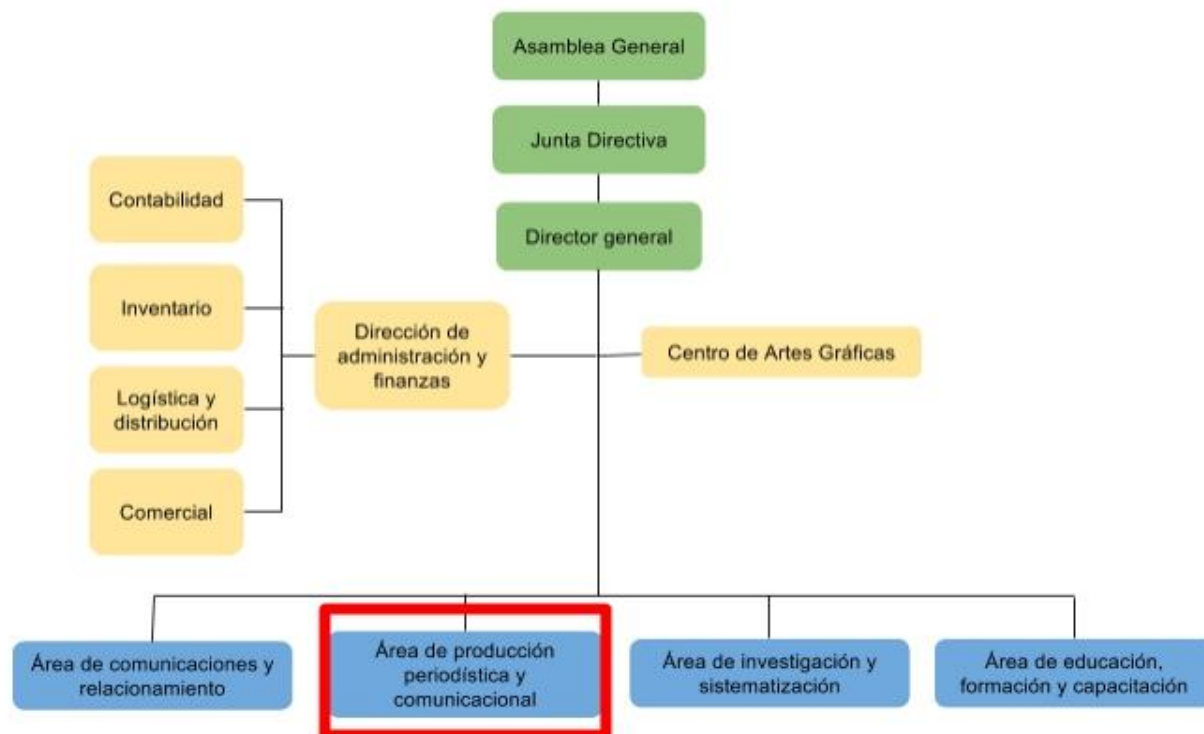 Asamblea General
Junta Directiva
Director general
Contabilidad
Inventario
Logística y
distribución
Comercial
Dirección de
administración y
finanzas
Centro de Artes Gráficas
Área de comunicaciones y
relacionamiento
Área de producción
periodística y
comunicacional
Área de investigación y
sistematización
Área de educación,
formación y capacitación